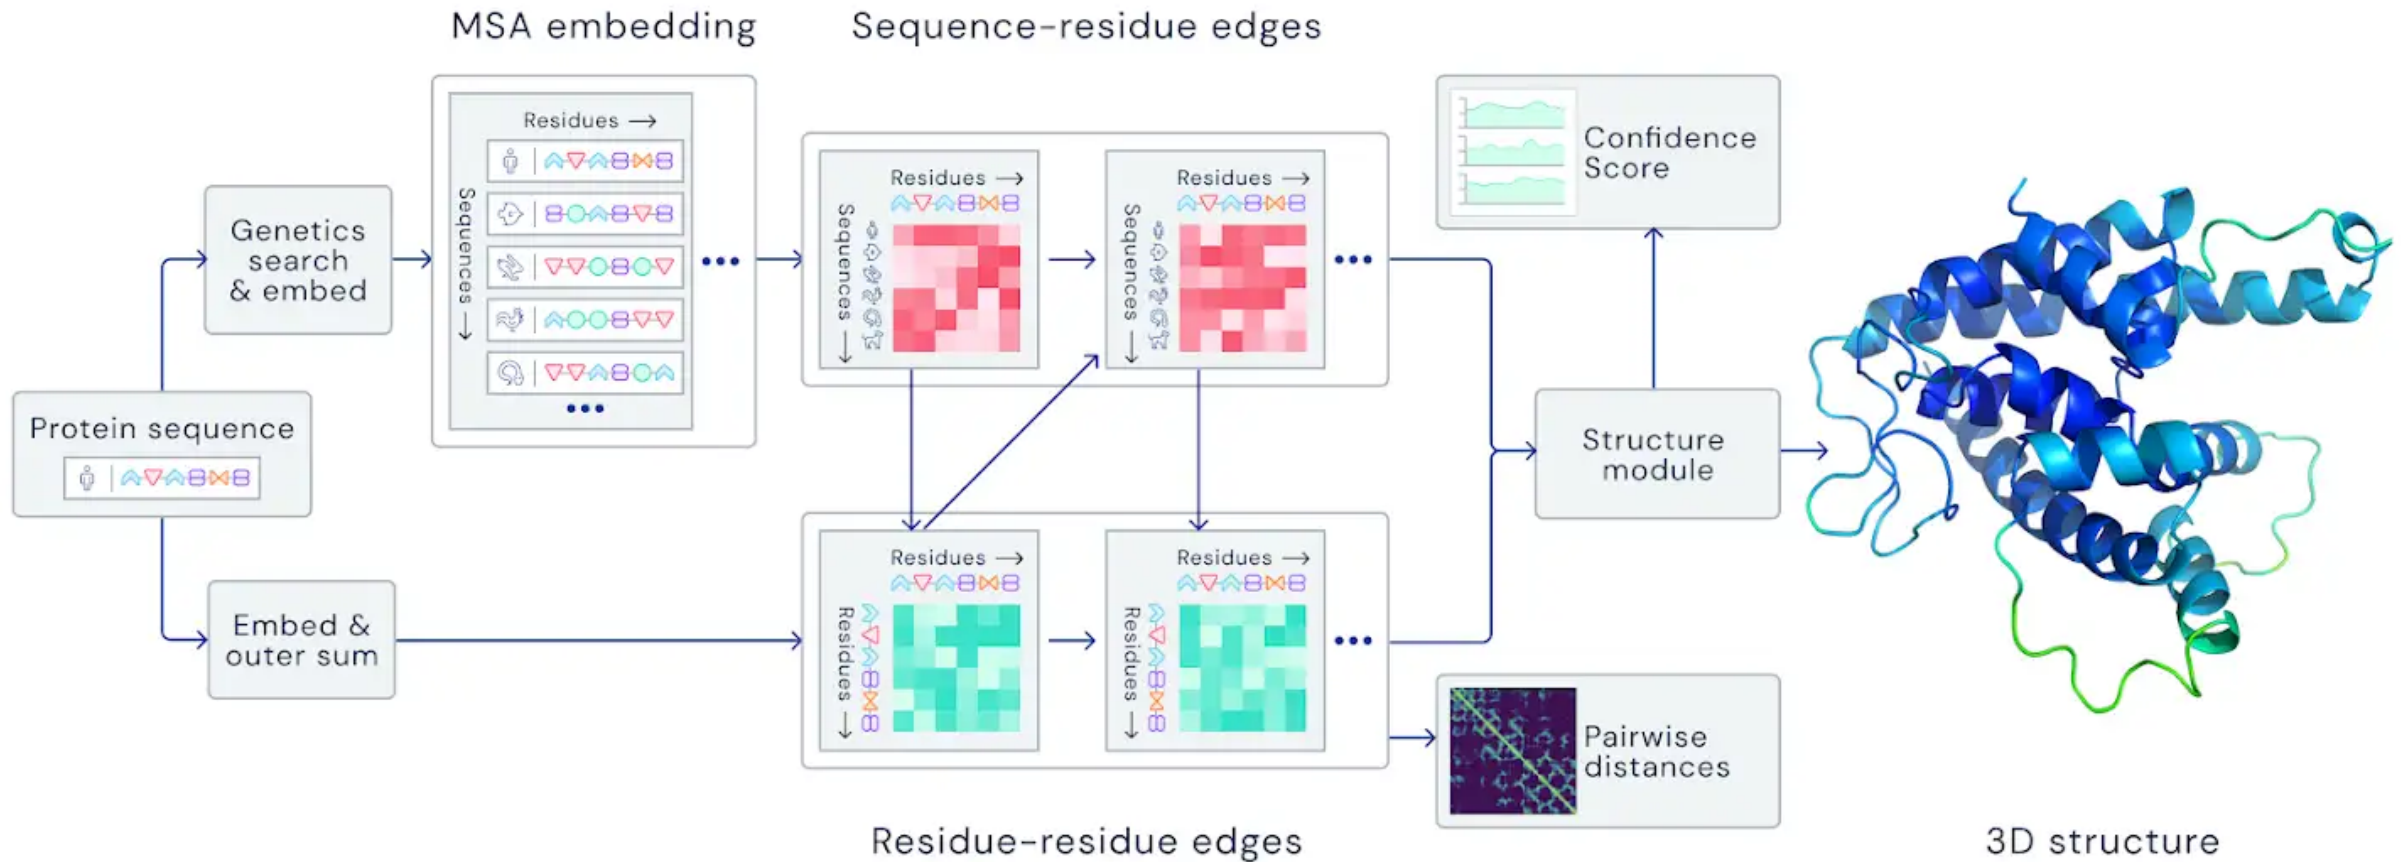 MSA embedding
Sequence-residue edges
Residues →
Sequences →
Genetics
search
& embed
Protein sequence
Embed &
outer sum
Residues →
Sequences →
Residues →
Sequences →
Residues →
Residues →
Residues →
Residues →
Confidence
Score
Structure
module
Pairwise
distances
Residue-residue edges
3D structure